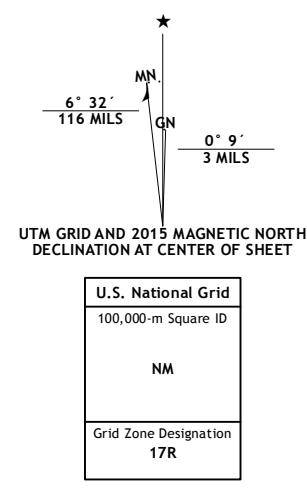 ★
MN.
6° 32´
116 MILS
GN
0° 9´
3 MILS
UTM GRID AND 2015 MAGNETIC NORTH
DECLINATION AT CENTER OF SHEET
U.S. National Grid
100,000-m Square ID
NM
Grid Zone Designation
17R